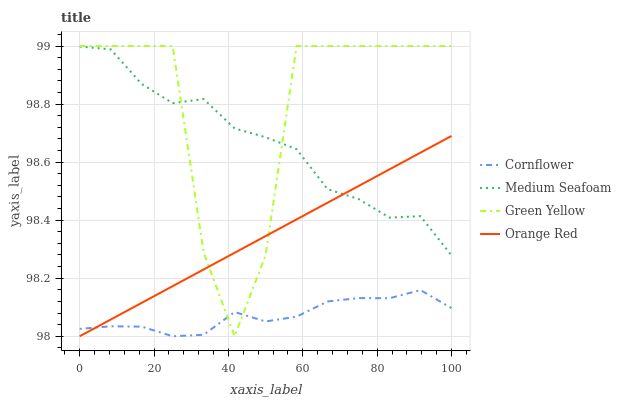 title
99
98.8
98.6
98.4
98.2
98
yaxis_label
0
20
40
60
80
100
xaxis_label
Cornflower
Medium Seafoam
Green Yellow
Orange Red